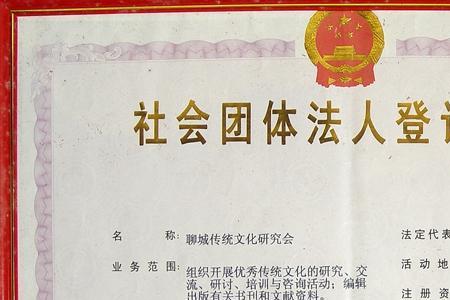 社会团体法人登
名 称: 聊城传统文化研究会
法定代表
业务范围: 组织开展优秀传统文化的研究、交
流、研讨、培训与咨询活动；编辑
出版有关书刊和文献资料。
活动地
注册资